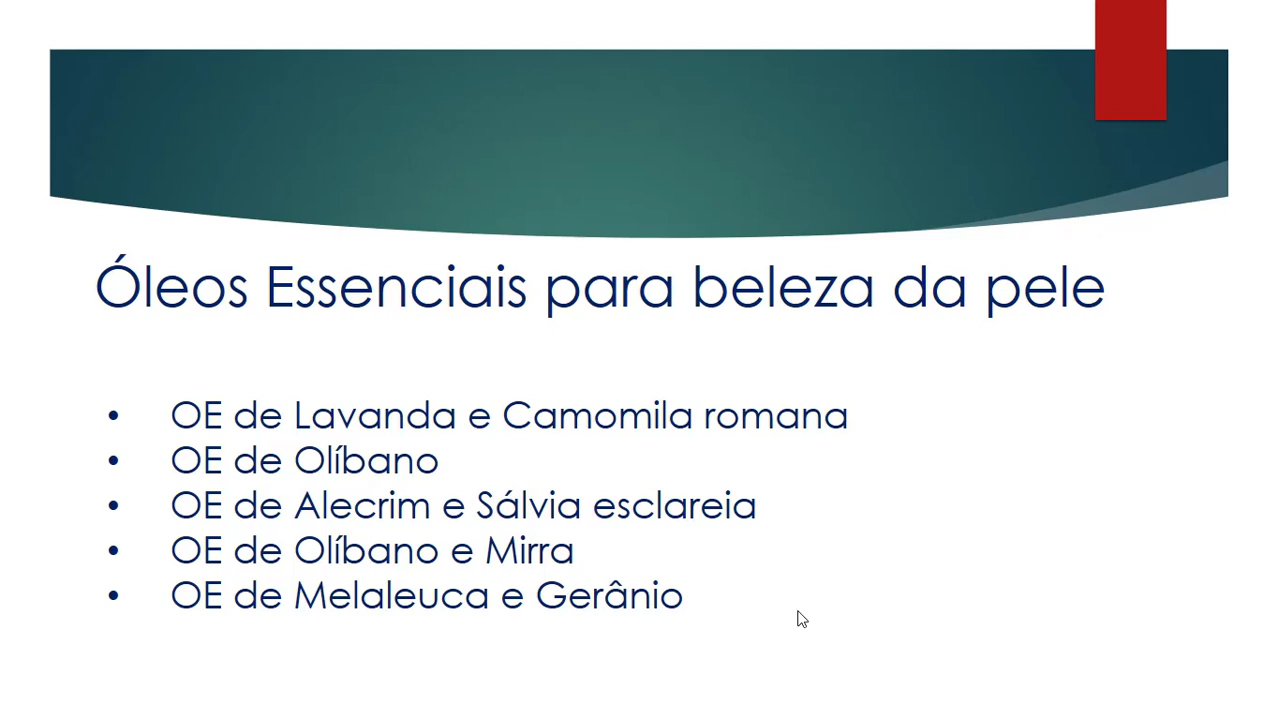 Óleos Essenciais para beleza da pele
• OE de Lavanda e Camomila romana
• OE de Olíbano
• OE de Alecrim e Sálvia esclareia
• OE de Olíbano e Mirra
• OE de Melaleuca e Gerânio